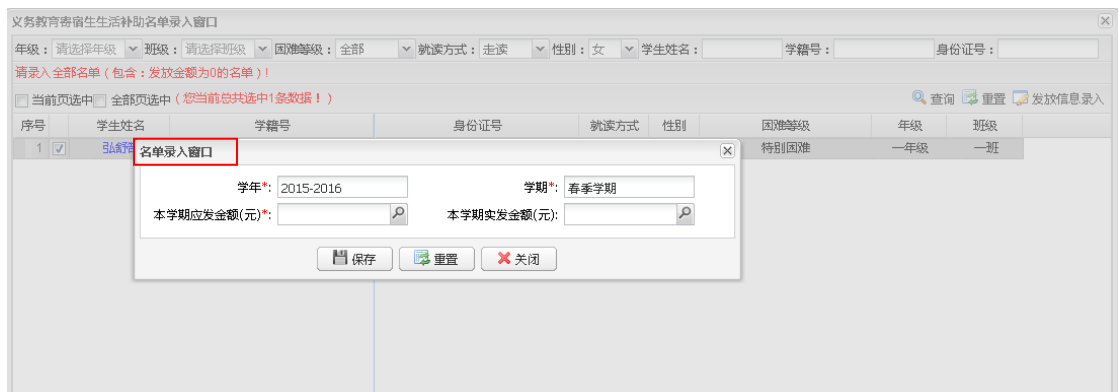 义务教育寄宿生生活补助名单录入窗口
年级：请选择年级 班级：请选择班级 困难等级：全部 就读方式：走读 性别：女 学生姓名： 学籍号： 身份证号：
请录入全部名单（包含：发放金额为0的名单）！
当前页选中 全部页选中（您当前总共选中1条数据！） 查询 重置 发放信息录入
序号 学生姓名 学籍号 身份证号 就读方式 性别 困难等级 年级 班级
1 特别困难 一年级 一班
名单录入窗口
学年*: 2015-2016 学期*: 春季学期
本学期应发金额(元)*: 本学期实发金额(元):
保存 重置 关闭